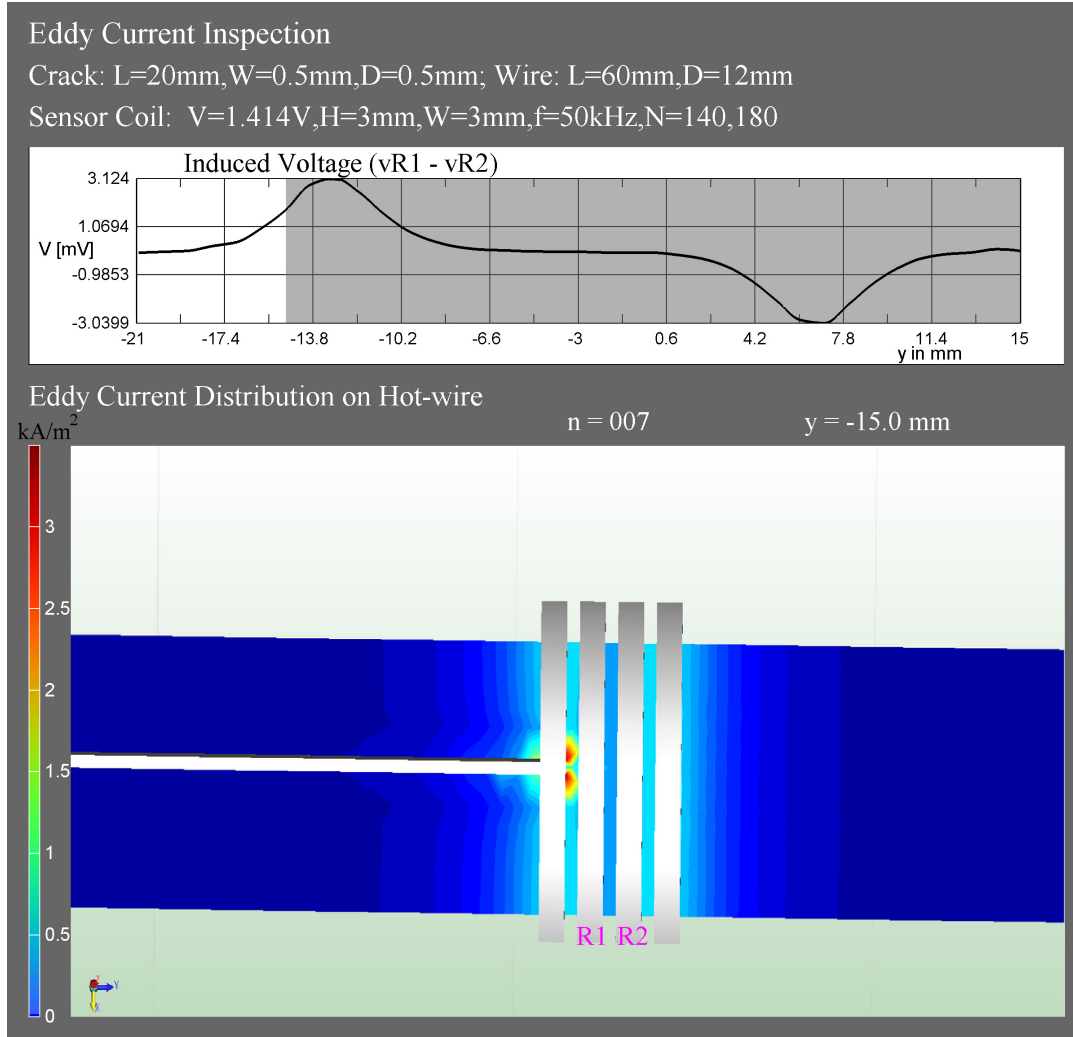 Eddy Current Inspection
Crack: L=20mm,W=0.5mm,D=0.5mm; Wire: L=60mm,D=12mm
Sensor Coil: V=1.414V,H=3mm,W=3mm,f=50kHz,N=140,180
Induced Voltage (vR1 - vR2)
3.124
1.0694
V [mV]
-0.9853
-3.0399
-21 -17.4 -13.8 -10.2 -6.6 -3 0.6 4.2 7.8 11.4 15
y in mm
Eddy Current Distribution on Hot-wire
kA/m² n = 007 y = -15.0 mm
3
2.5
2
1.5
1
0.5
R1 R2
Z
Y
X
0